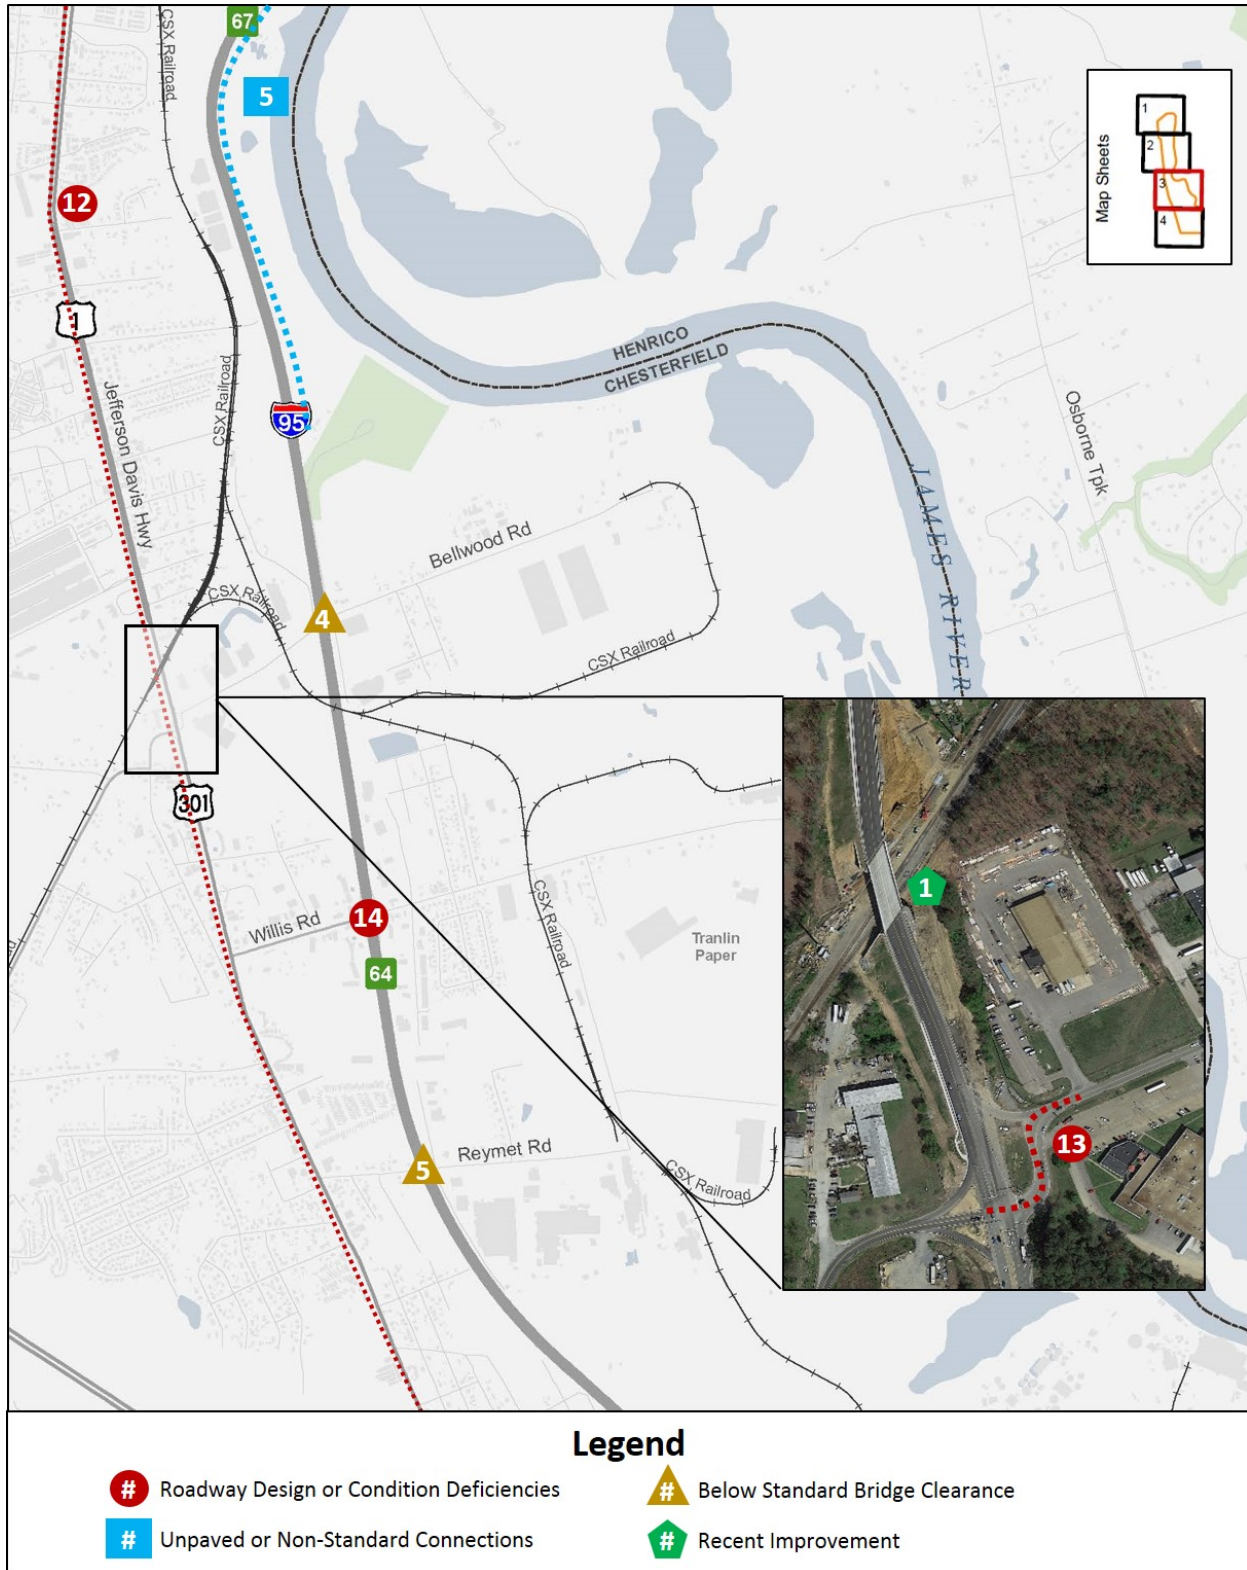 67
CSX Railroad
5
Map Sheets
1
2
3
4
12
1
HENRICO
CHESTERFIELD
Jefferson Davis Hwy
CSX Railroad
95
Osborne Tpk
JAMES RIVER
Bellwood Rd
CSX Railroad
4
CSX Railroad
301
1
Willis Rd
14
64
CSX Railroad
Tranlin
Paper
13
Reymet Rd
5
CSX Railroad
Legend
# Roadway Design or Condition Deficiencies
# Below Standard Bridge Clearance
# Unpaved or Non-Standard Connections
# Recent Improvement